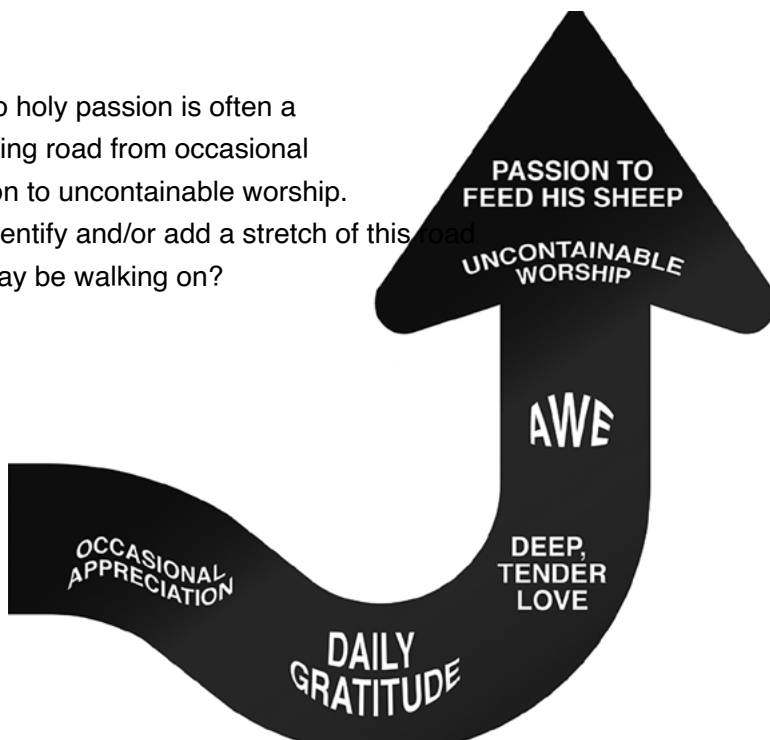 o holy passion is often a
ing road from occasional
on to uncontainable worship.
entify and/or add a stretch of this road
ay be walking on?
PASSION TO
FEED HIS SHEEP
UNCONTAINABLE
WORSHIP
AWE
DEEP,
TENDER
LOVE
DAILY
GRATITUDE
OCCASIONAL
APPRECIATION